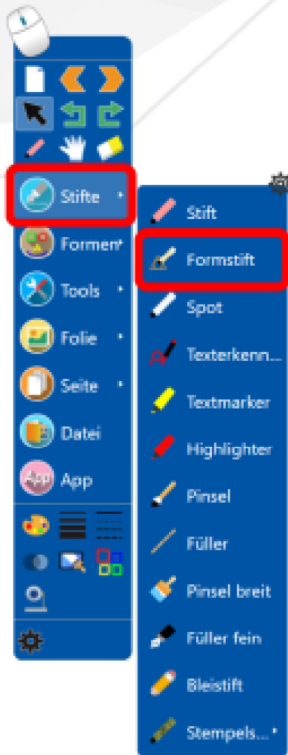 Stifte
Formen
Tools
Folie
Seite
Datei
App
App
Stift
Formstift
Spot
Texterkenn...
Textmarker
Highlighter
Pinsel
Füller
Pinsel breit
Füller fein
Bleistift
Stempels...